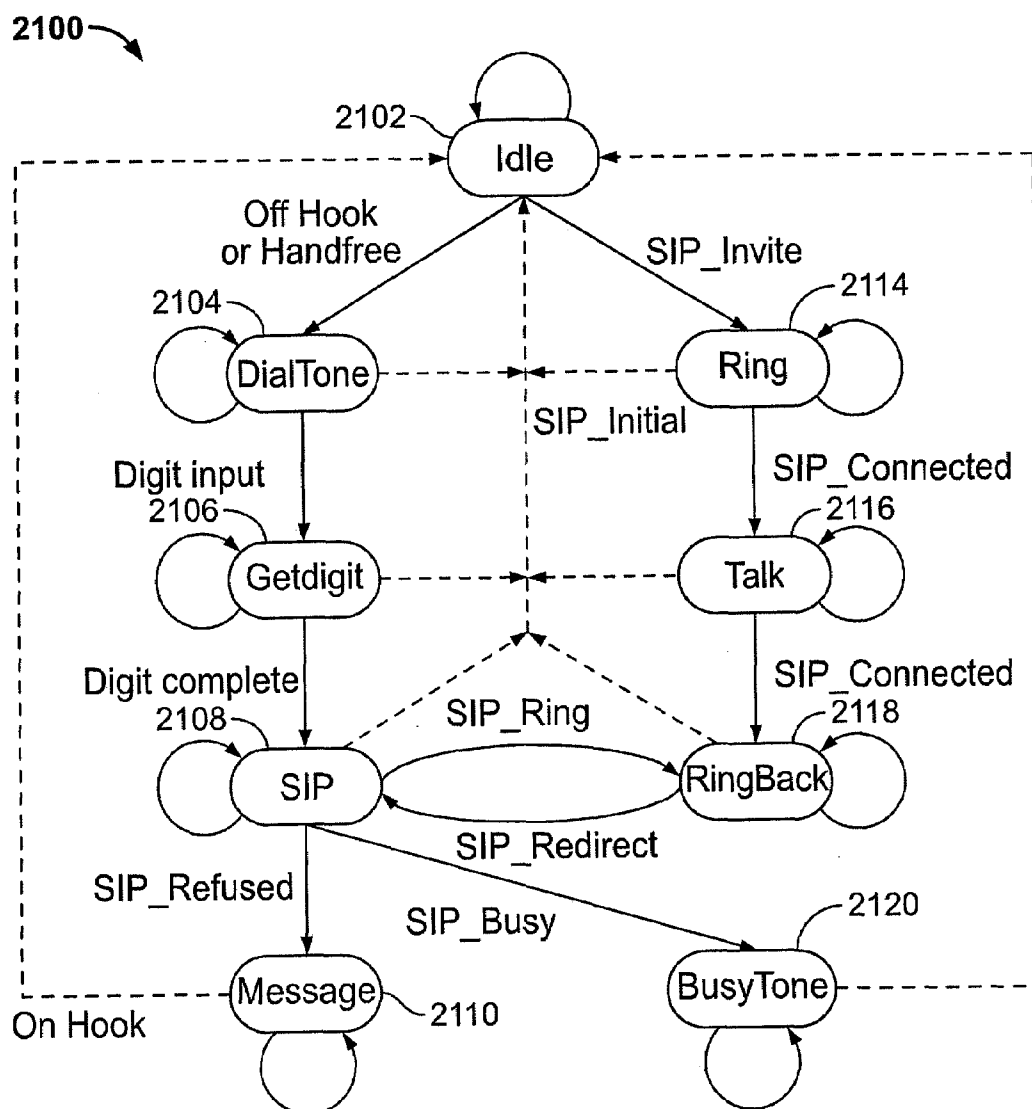 2100
2102
Idle
Off Hook
or Handfree
SIP_Invite
2104
2114
DialTone
Ring
SIP_Initial
Digit input
SIP_Connected
2106
2116
Getdigit
Talk
Digit complete
SIP_Connected
2108
SIP_Ring
2118
SIP
RingBack
SIP_Redirect
SIP_Refused
SIP_Busy
2120
Message
BusyTone
2110
On Hook